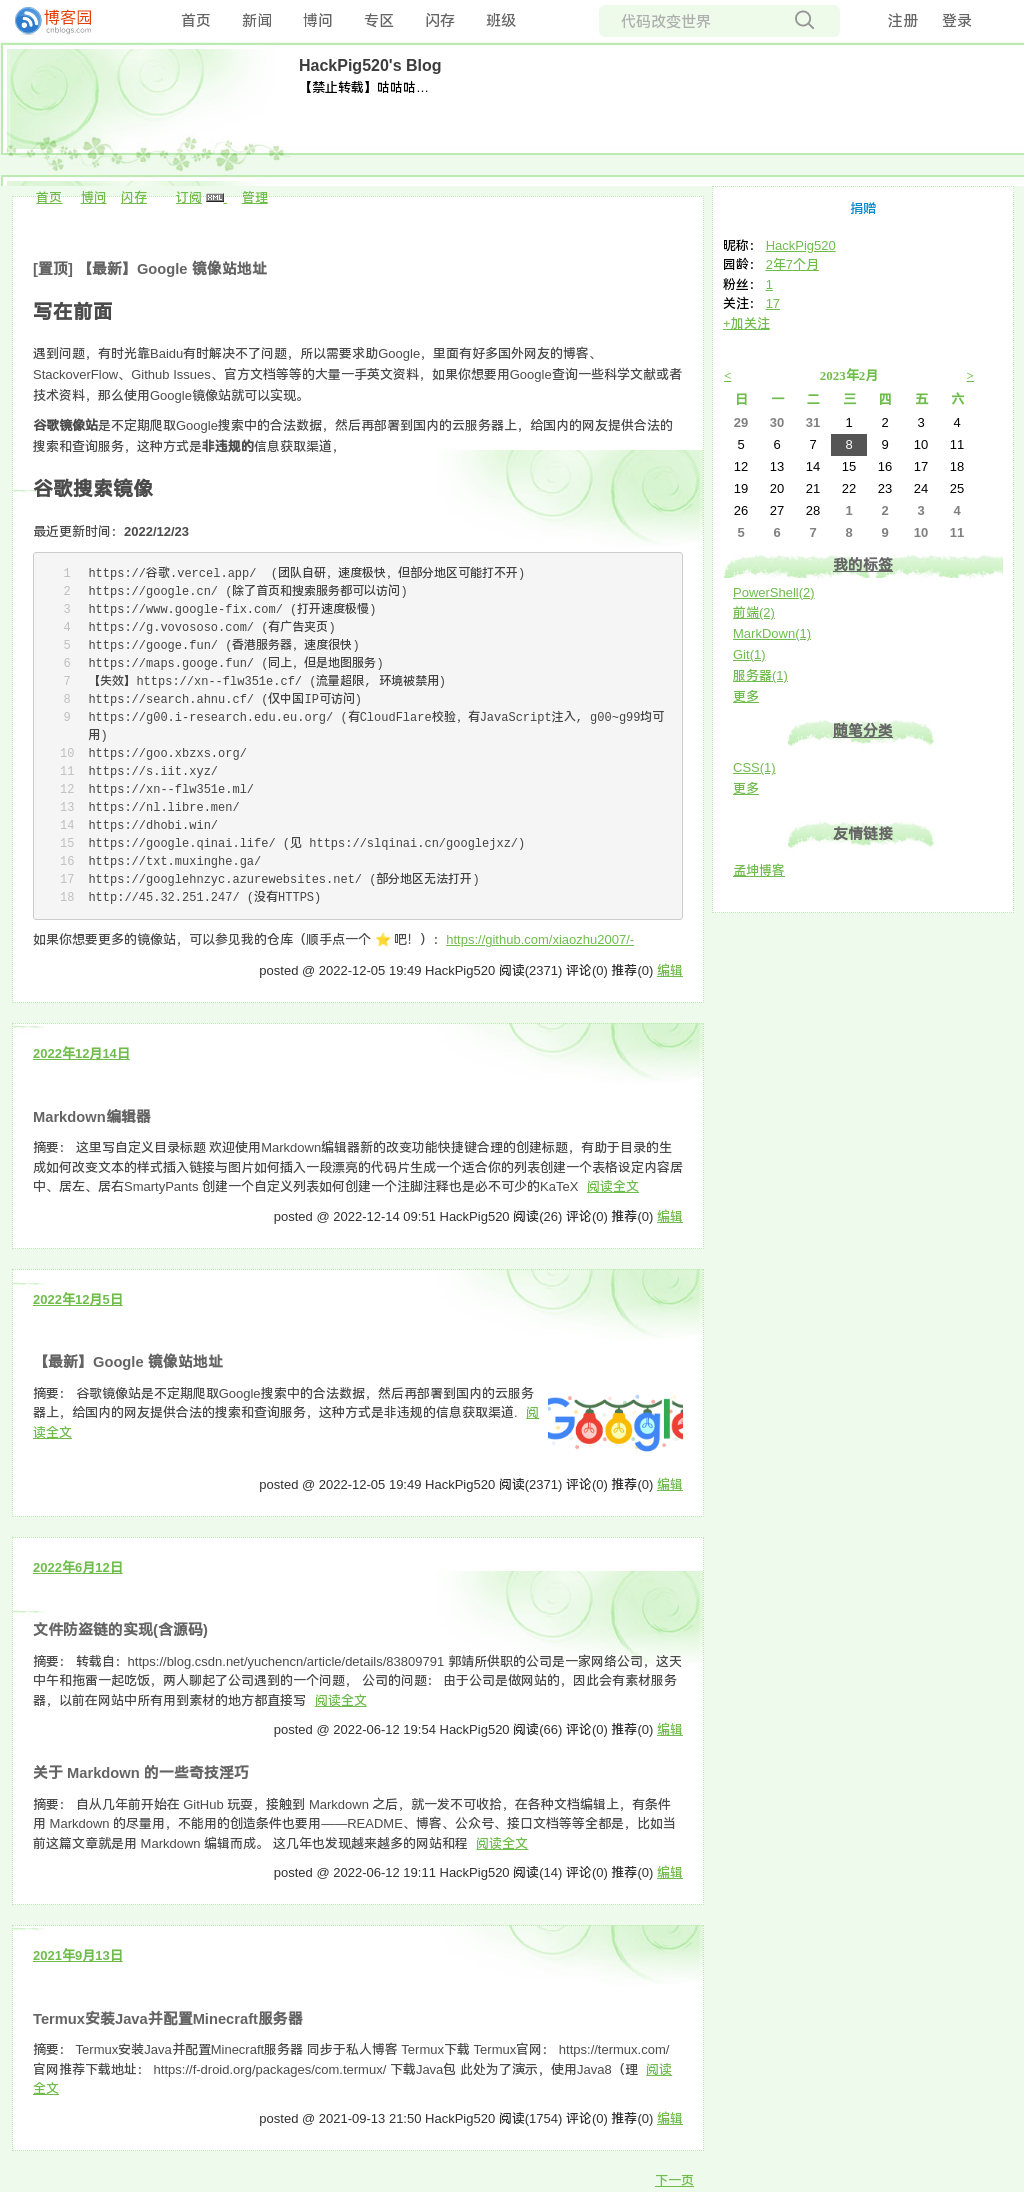 博客园
cnblogs.com
首页 新闻 博问 专区 闪存 班级
代码改变世界
注册 登录
HackPig520's Blog
【禁止转载】咕咕咕…
首页 博问 闪存 订阅 XML 管理
[置顶] 【最新】Google 镜像站地址
写在前面
遇到问题，有时光靠Baidu有时解决不了问题，所以需要求助Google，里面有好多国外网友的博客、
StackoverFlow、Github Issues、官方文档等等的大量一手英文资料，如果你想要用Google查询一些科学文献或者
技术资料，那么使用Google镜像站就可以实现。
谷歌镜像站是不定期爬取Google搜索中的合法数据，然后再部署到国内的云服务器上，给国内的网友提供合法的
搜索和查询服务，这种方式是非违规的信息获取渠道，
谷歌搜索镜像
最近更新时间：2022/12/23
1 https://谷歌.vercel.app/ (团队自研，速度极快，但部分地区可能打不开)
2 https://google.cn/ (除了首页和搜索服务都可以访问)
3 https://www.google-fix.com/ (打开速度极慢)
4 https://g.vovososo.com/ (有广告夹页)
5 https://googe.fun/ (香港服务器，速度很快)
6 https://maps.googe.fun/ (同上，但是地图服务)
7 【失效】https://xn--flw351e.cf/ (流量超限, 环境被禁用)
8 https://search.ahnu.cf/ (仅中国IP可访问)
9 https://g00.i-research.edu.eu.org/ (有CloudFlare校验，有JavaScript注入, g00~g99均可
用)
10 https://goo.xbzxs.org/
11 https://s.iit.xyz/
12 https://xn--flw351e.ml/
13 https://nl.libre.men/
14 https://dhobi.win/
15 https://google.qinai.life/ (见 https://slqinai.cn/googlejxz/)
16 https://txt.muxinghe.ga/
17 https://googlehnzyc.azurewebsites.net/ (部分地区无法打开)
18 http://45.32.251.247/ (没有HTTPS)
如果你想要更多的镜像站，可以参见我的仓库（顺手点一个 ⭐ 吧！）：https://github.com/xiaozhu2007/-
posted @ 2022-12-05 19:49 HackPig520 阅读(2371) 评论(0) 推荐(0) 编辑
2022年12月14日
Markdown编辑器
摘要： 这里写自定义目录标题 欢迎使用Markdown编辑器新的改变功能快捷键合理的创建标题，有助于目录的生
成如何改变文本的样式插入链接与图片如何插入一段漂亮的代码片生成一个适合你的列表创建一个表格设定内容居
中、居左、居右SmartyPants 创建一个自定义列表如何创建一个注脚注释也是必不可少的KaTeX 阅读全文
posted @ 2022-12-14 09:51 HackPig520 阅读(26) 评论(0) 推荐(0) 编辑
2022年12月5日
【最新】Google 镜像站地址
摘要： 谷歌镜像站是不定期爬取Google搜索中的合法数据，然后再部署到国内的云服务
器上，给国内的网友提供合法的搜索和查询服务，这种方式是非违规的信息获取渠道. 阅
读全文
Google
posted @ 2022-12-05 19:49 HackPig520 阅读(2371) 评论(0) 推荐(0) 编辑
2022年6月12日
文件防盗链的实现(含源码)
摘要： 转载自：https://blog.csdn.net/yuchencn/article/details/83809791 郭靖所供职的公司是一家网络公司，这天
中午和拖雷一起吃饭，两人聊起了公司遇到的一个问题， 公司的问题： 由于公司是做网站的，因此会有素材服务
器，以前在网站中所有用到素材的地方都直接写 阅读全文
posted @ 2022-06-12 19:54 HackPig520 阅读(66) 评论(0) 推荐(0) 编辑
关于 Markdown 的一些奇技淫巧
摘要： 自从几年前开始在 GitHub 玩耍，接触到 Markdown 之后，就一发不可收拾，在各种文档编辑上，有条件
用 Markdown 的尽量用，不能用的创造条件也要用——README、博客、公众号、接口文档等等全都是，比如当
前这篇文章就是用 Markdown 编辑而成。 这几年也发现越来越多的网站和程 阅读全文
posted @ 2022-06-12 19:11 HackPig520 阅读(14) 评论(0) 推荐(0) 编辑
2021年9月13日
Termux安装Java并配置Minecraft服务器
摘要： Termux安装Java并配置Minecraft服务器 同步于私人博客 Termux下载 Termux官网： https://termux.com/
官网推荐下载地址： https://f-droid.org/packages/com.termux/ 下载Java包 此处为了演示，使用Java8（理 阅读
全文
posted @ 2021-09-13 21:50 HackPig520 阅读(1754) 评论(0) 推荐(0) 编辑
下一页
捐赠
昵称： HackPig520
园龄： 2年7个月
粉丝： 1
关注： 17
+加关注
< 2023年2月 >
日 一 二 三 四 五 六
29 30 31 1 2 3 4
5 6 7 8 9 10 11
12 13 14 15 16 17 18
19 20 21 22 23 24 25
26 27 28 1 2 3 4
5 6 7 8 9 10 11
我的标签
PowerShell(2)
前端(2)
MarkDown(1)
Git(1)
服务器(1)
更多
随笔分类
CSS(1)
更多
友情链接
孟坤博客